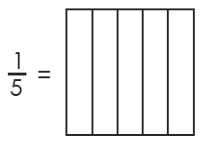 1/5 =